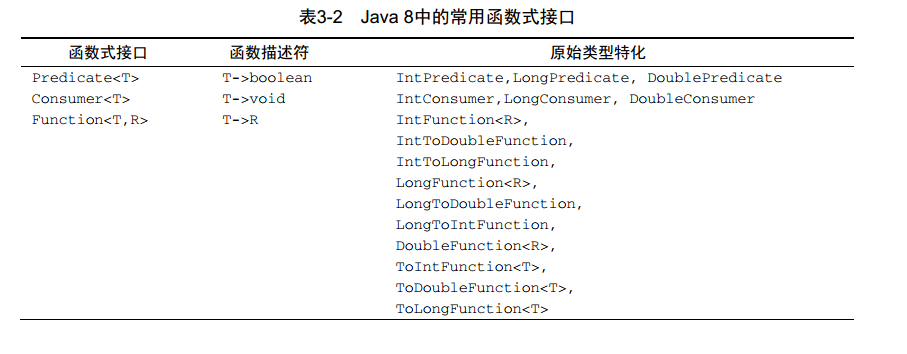 表3-2 Java 8中的常用函数式接口
函数式接口 函数描述符 原始类型特化
Predicate<T> T->boolean IntPredicate,LongPredicate, DoublePredicate
Consumer<T> T->void IntConsumer,LongConsumer, DoubleConsumer
Function<T,R> T->R IntFunction<R>,
IntToDoubleFunction,
IntToLongFunction,
LongFunction<R>,
LongToDoubleFunction,
LongToIntFunction,
DoubleFunction<R>,
ToIntFunction<T>,
ToDoubleFunction<T>,
ToLongFunction<T>